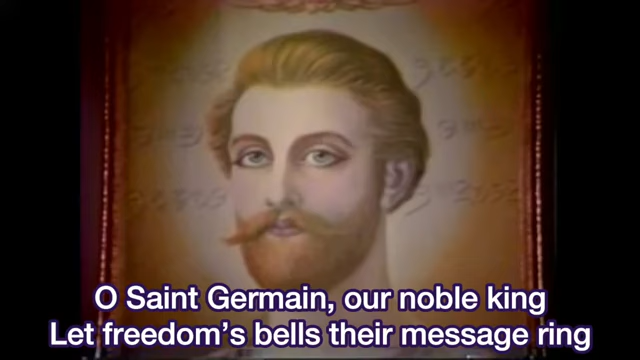 O Saint Germain, our noble king
Let freedom’s bells their message ring